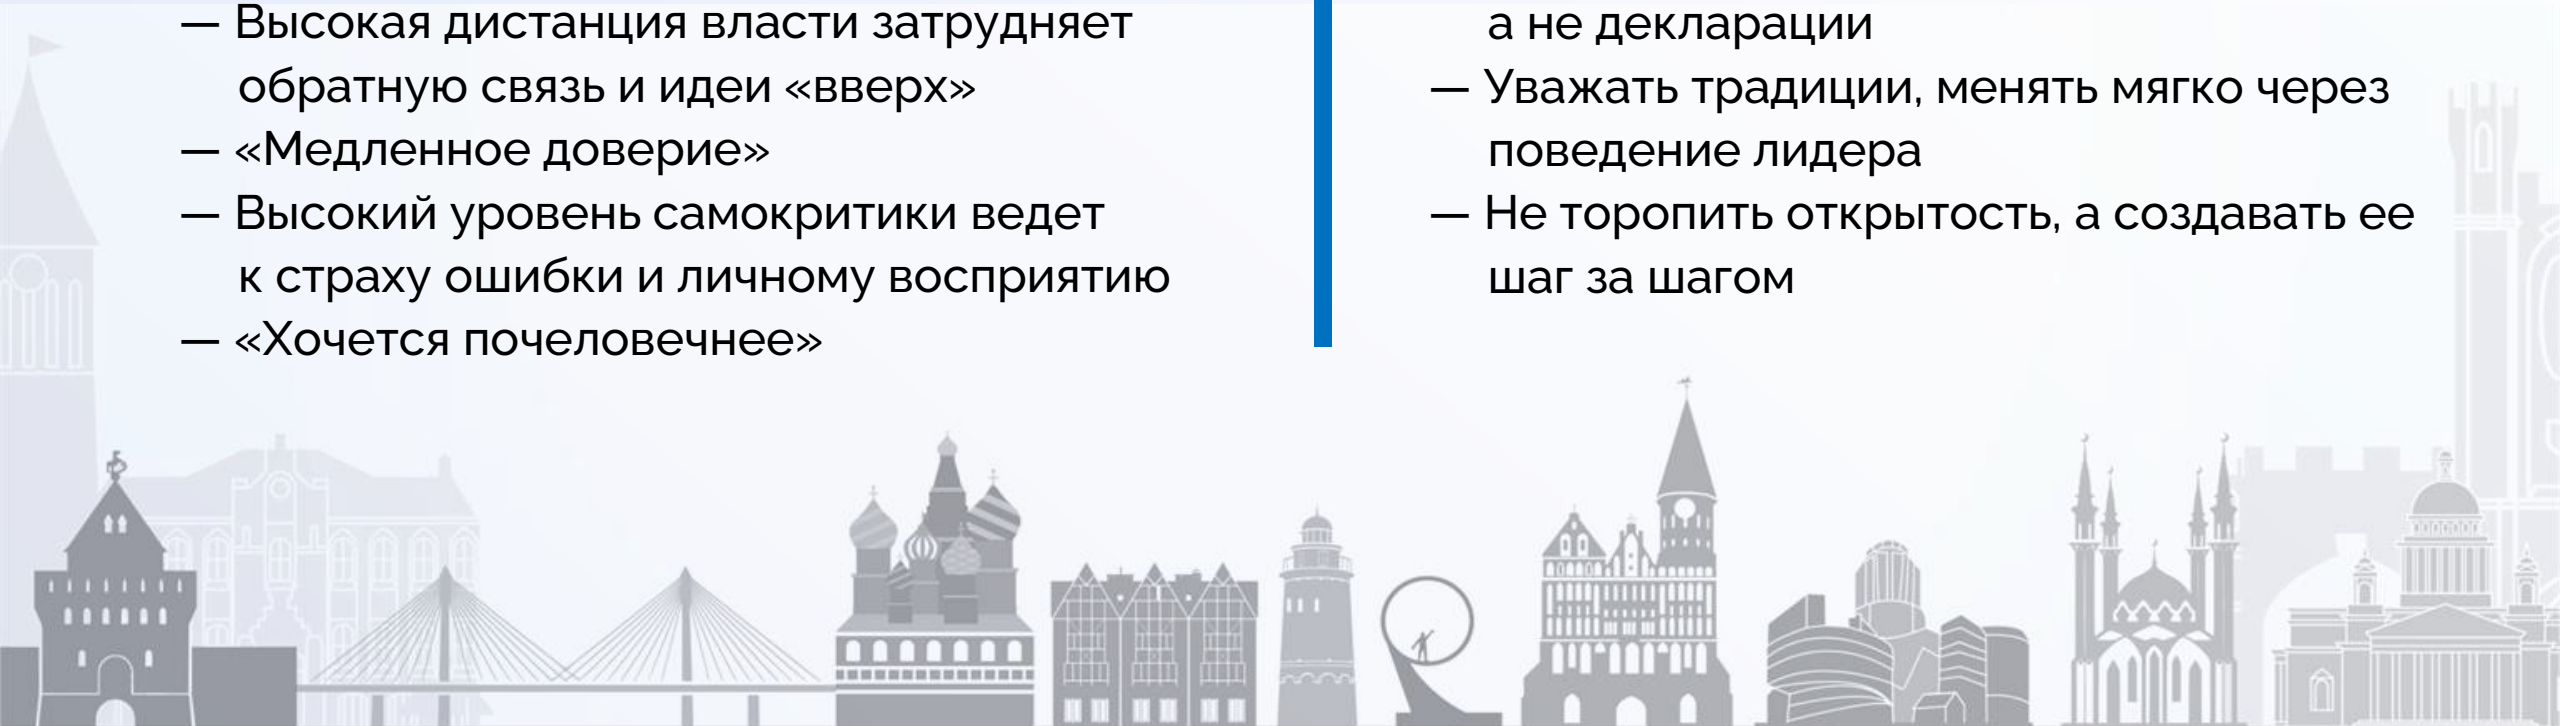 — Высокая дистанция власти затрудняет
обратную связь и идеи «вверх»
— «Медленное доверие»
— Высокий уровень самокритики ведет
к страху ошибки и личному восприятию
— «Хочется почеловечнее»
а не декларации
— Уважать традиции, менять мягко через
поведение лидера
— Не торопить открытость, а создавать ее
шаг за шагом